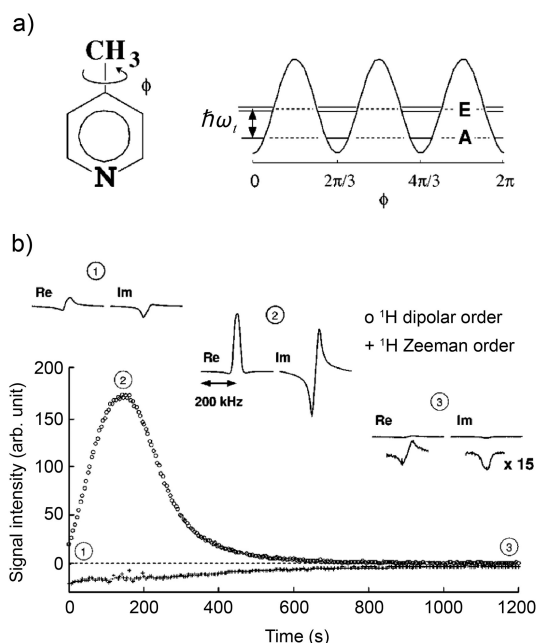 a)
CH3
ϕ
N
ℏωt
E
A
0
2π/3
4π/3
2π
ϕ
b)
1
Re
Im
2
Re
Im
200 kHz
o ¹H dipolar order
+ ¹H Zeeman order
3
Re
Im
x 15
Signal intensity (arb. unit)
200
150
100
50
0
2
1
3
0
200
400
600
800
1000
1200
Time (s)